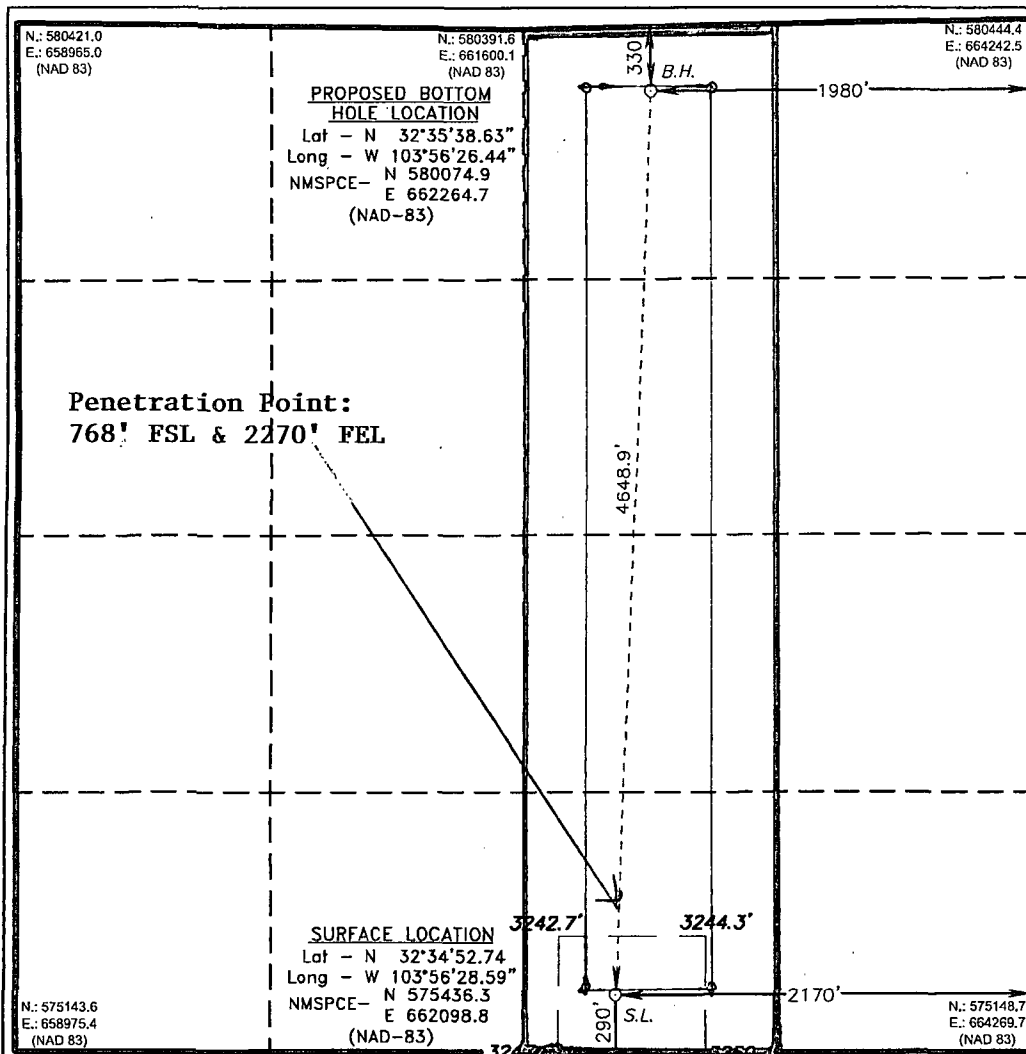 N.: 580421.0
E.: 658965.0
(NAD 83)
N.: 580391.6
E.: 661600.1
(NAD 83)
N.: 580444.4
E.: 664242.5
(NAD 83)
330
B.H.
1980'
PROPOSED BOTTOM
HOLE LOCATION
Lat - N 32°35'38.63"
Long - W 103°56'26.44"
NMSPCE- N 580074.9
E 662264.7
(NAD-83)
Penetration Point:
768' FSL & 2270' FEL
4648.9'
3242.7'
3244.3'
SURFACE LOCATION
Lat - N 32°34'52.74
Long - W 103°56'28.59"
NMSPCE- N 575436.3
E 662098.8
(NAD-83)
290'
S.L.
2170'
N.: 575143.6
E.: 658975.4
(NAD 83)
N.: 575148.7
E.: 664269.7
(NAD 83)